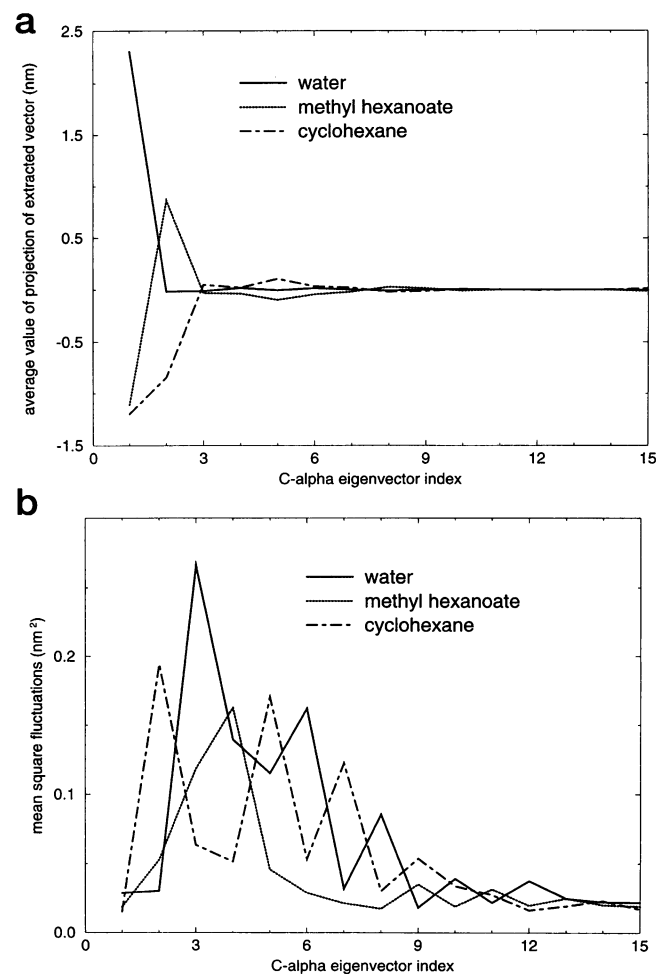 a
average value of projection of extracted vector (nm)
2.5
1.5
0.5
-0.5
-1.5
water
methyl hexanoate
cyclohexane
0 3 6 9 12 15
C-alpha eigenvector index
b
mean square fluctuations (nm²)
0.2
0.1
0.0
water
methyl hexanoate
cyclohexane
0 3 6 9 12 15
C-alpha eigenvector index